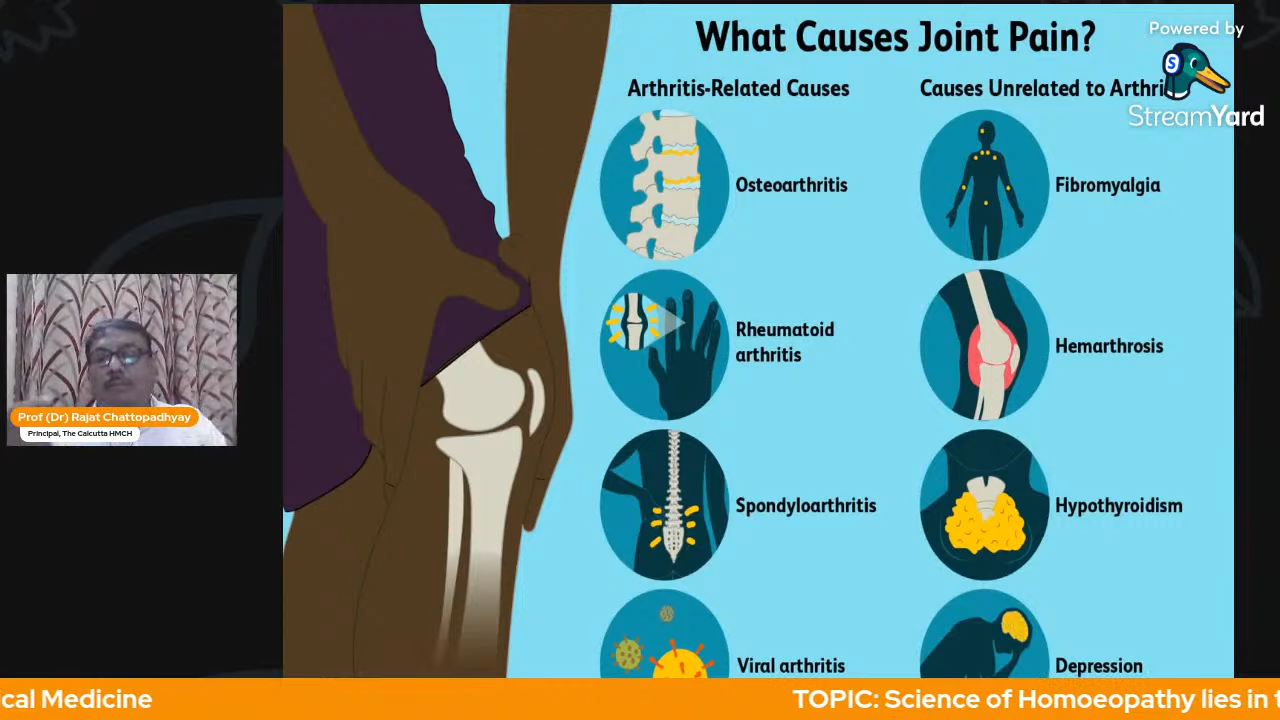 What Causes Joint Pain?
Powered by
StreamYard
Arthritis-Related Causes
Causes Unrelated to Arthri
Osteoarthritis
Fibromyalgia
Rheumatoid
arthritis
Hemarthrosis
Spondyloarthritis
Hypothyroidism
Viral arthritis
Depression
Prof (Dr) Rajat Chattopadhyay
Principal, The Calcutta HMCH
ical Medicine
TOPIC: Science of Homoeopathy lies in t